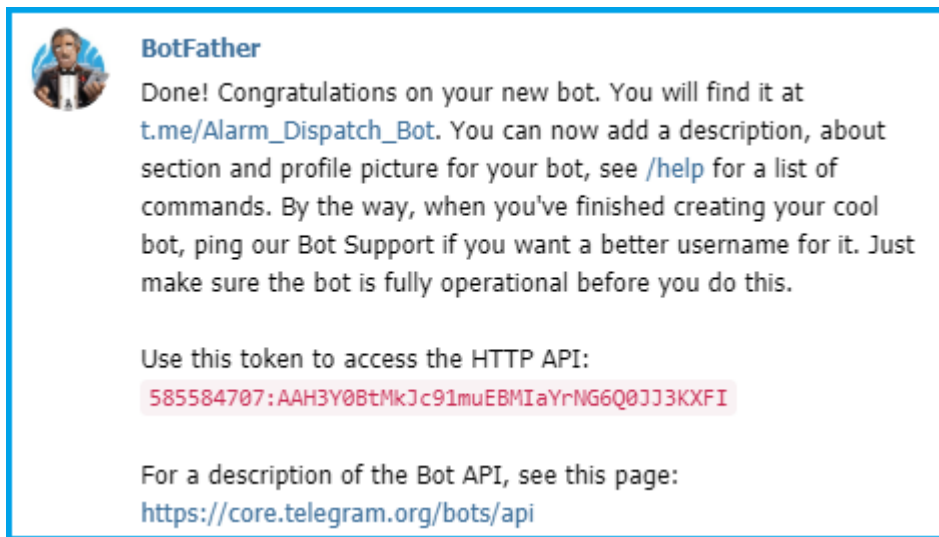 BotFather
Done! Congratulations on your new bot. You will find it at
t.me/Alarm_Dispatch_Bot. You can now add a description, about
section and profile picture for your bot, see /help for a list of
commands. By the way, when you've finished creating your cool
bot, ping our Bot Support if you want a better username for it. Just
make sure the bot is fully operational before you do this.
Use this token to access the HTTP API:
585584707:AAH3Y0BtMkJc91muEBMIaYrNG6Q0JJ3KXFI
For a description of the Bot API, see this page:
https://core.telegram.org/bots/api